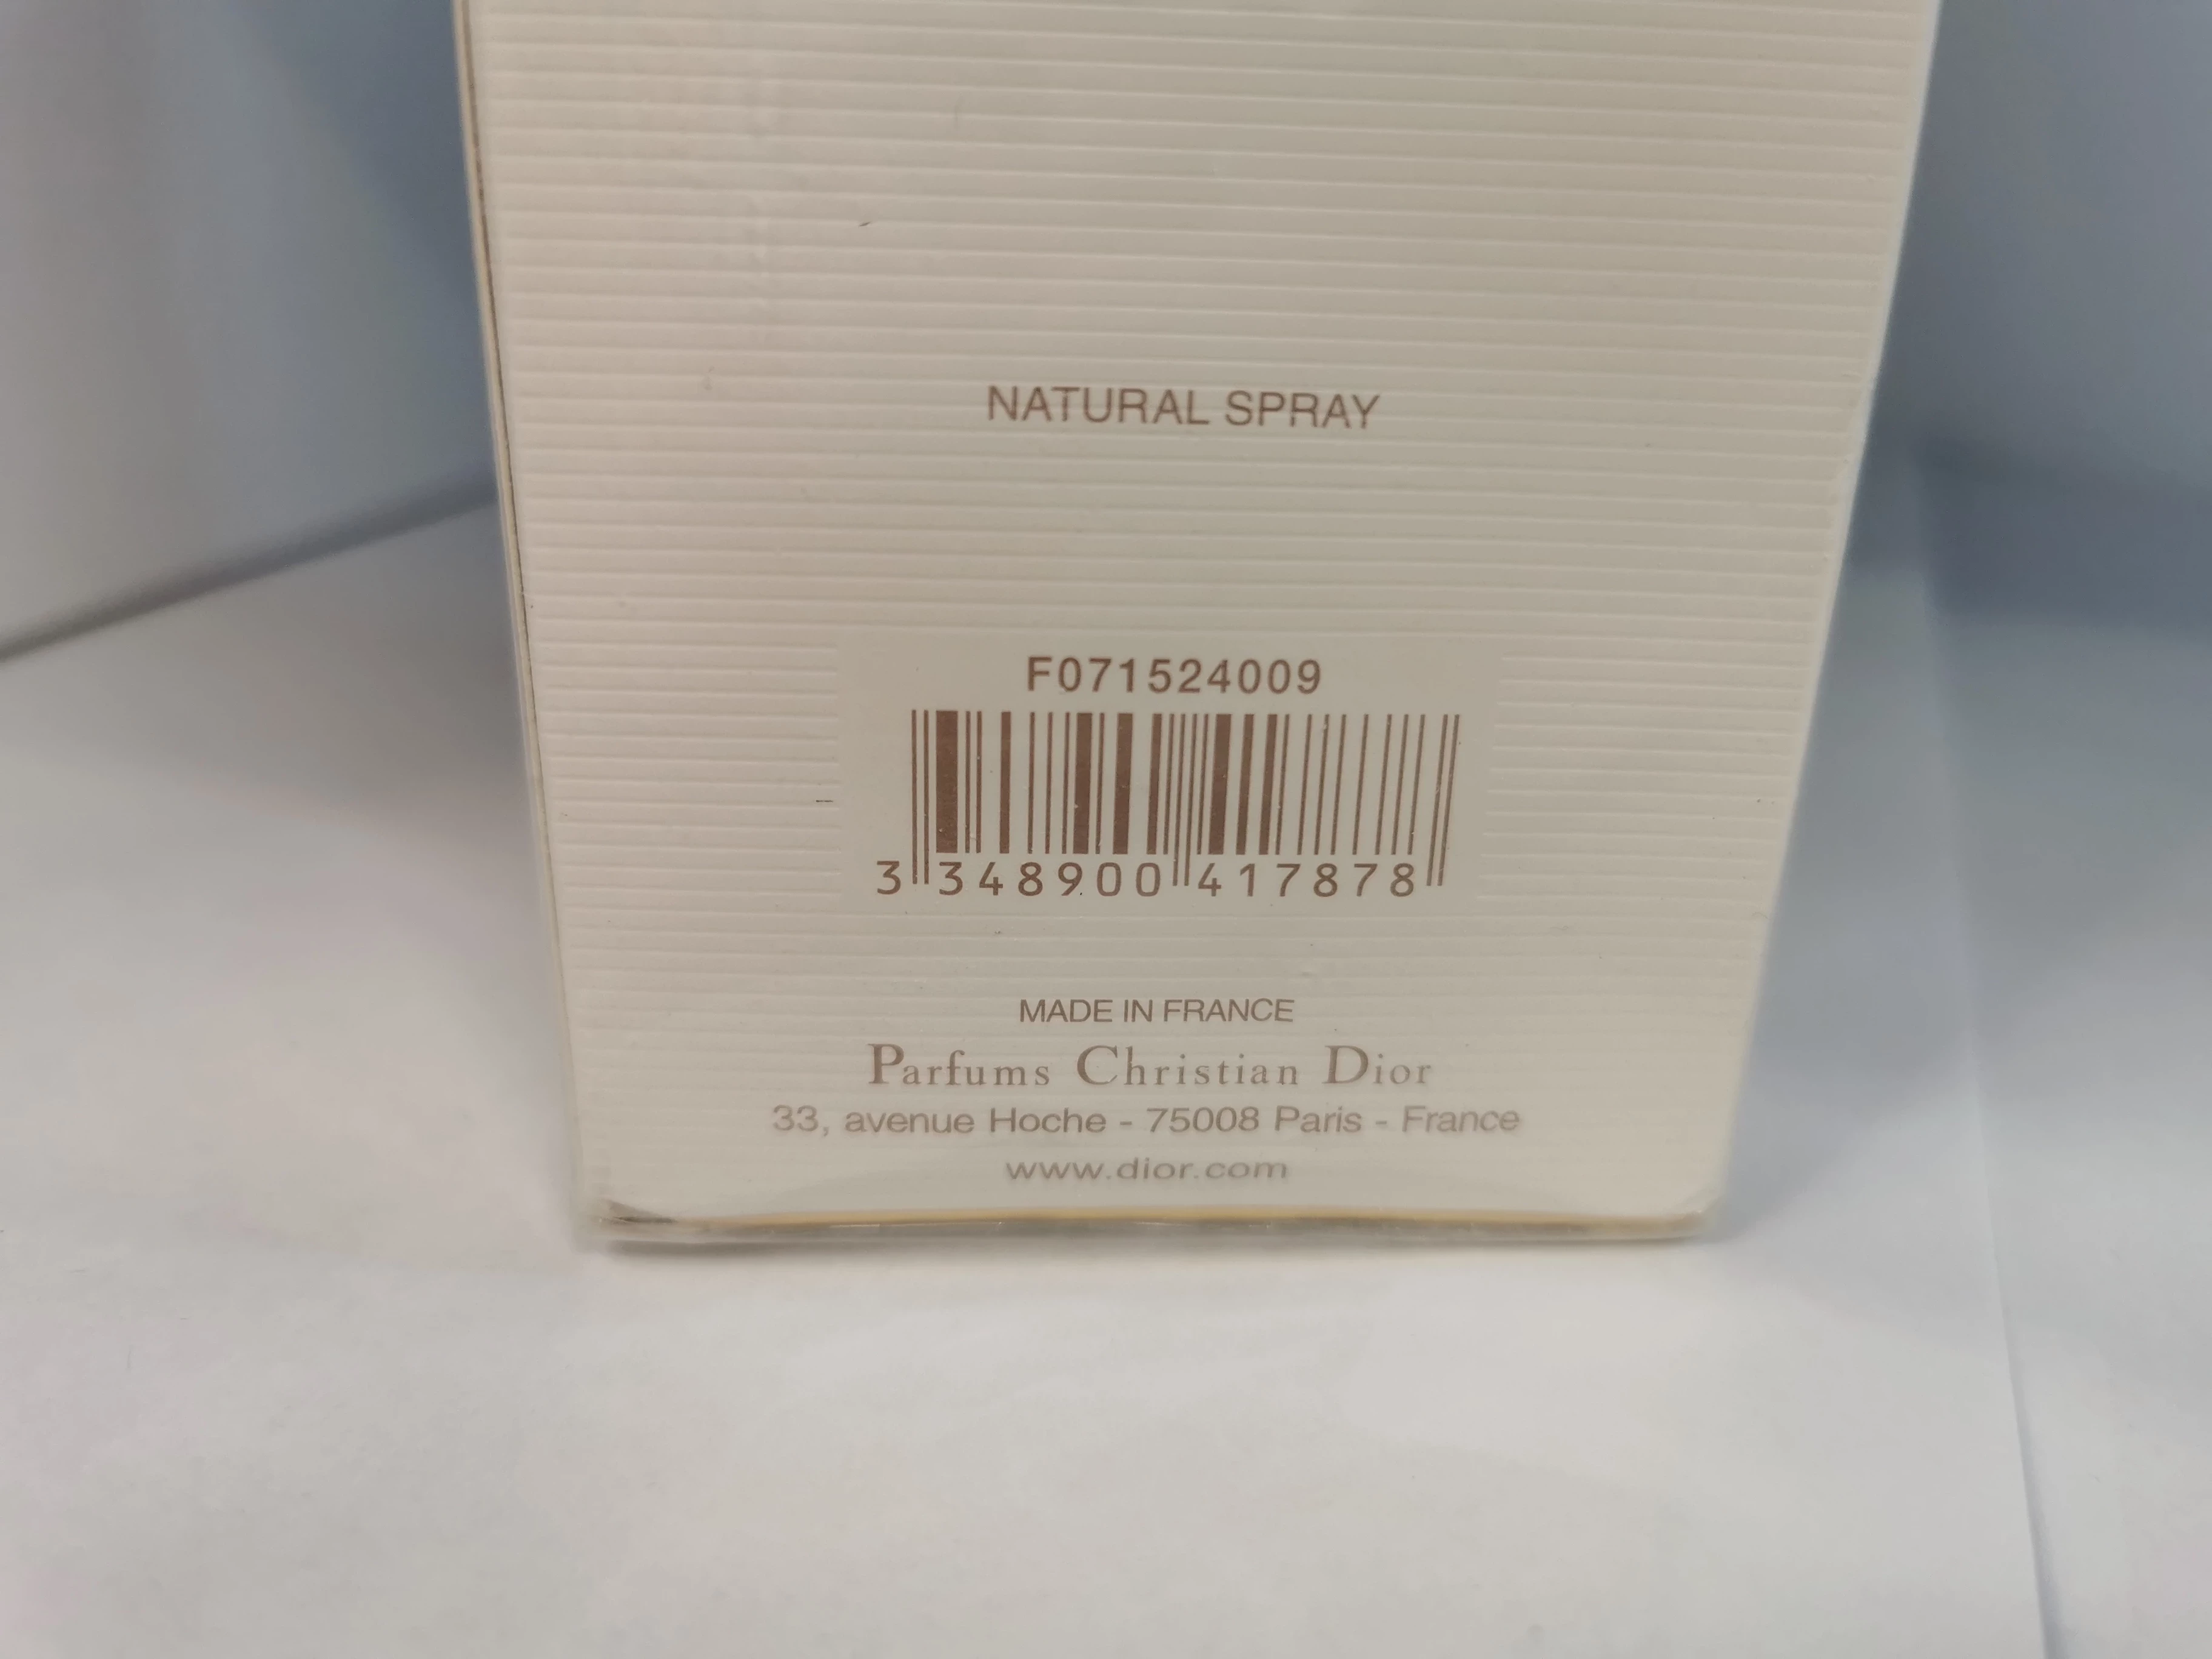 NATURAL SPRAY
F071524009
3 348900 417878
MADE IN FRANCE
Parfums Christian Dior
33, avenue Hoche - 75008 Paris - France
www.dior.com